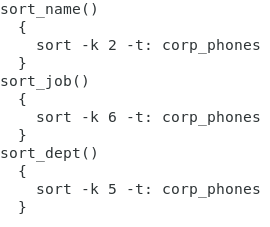 sort_name()
  {
    sort -k 2 -t: corp_phones
  }
sort_job()
  {
    sort -k 6 -t: corp_phones
  }
sort_dept()
  {
    sort -k 5 -t: corp_phones
  }